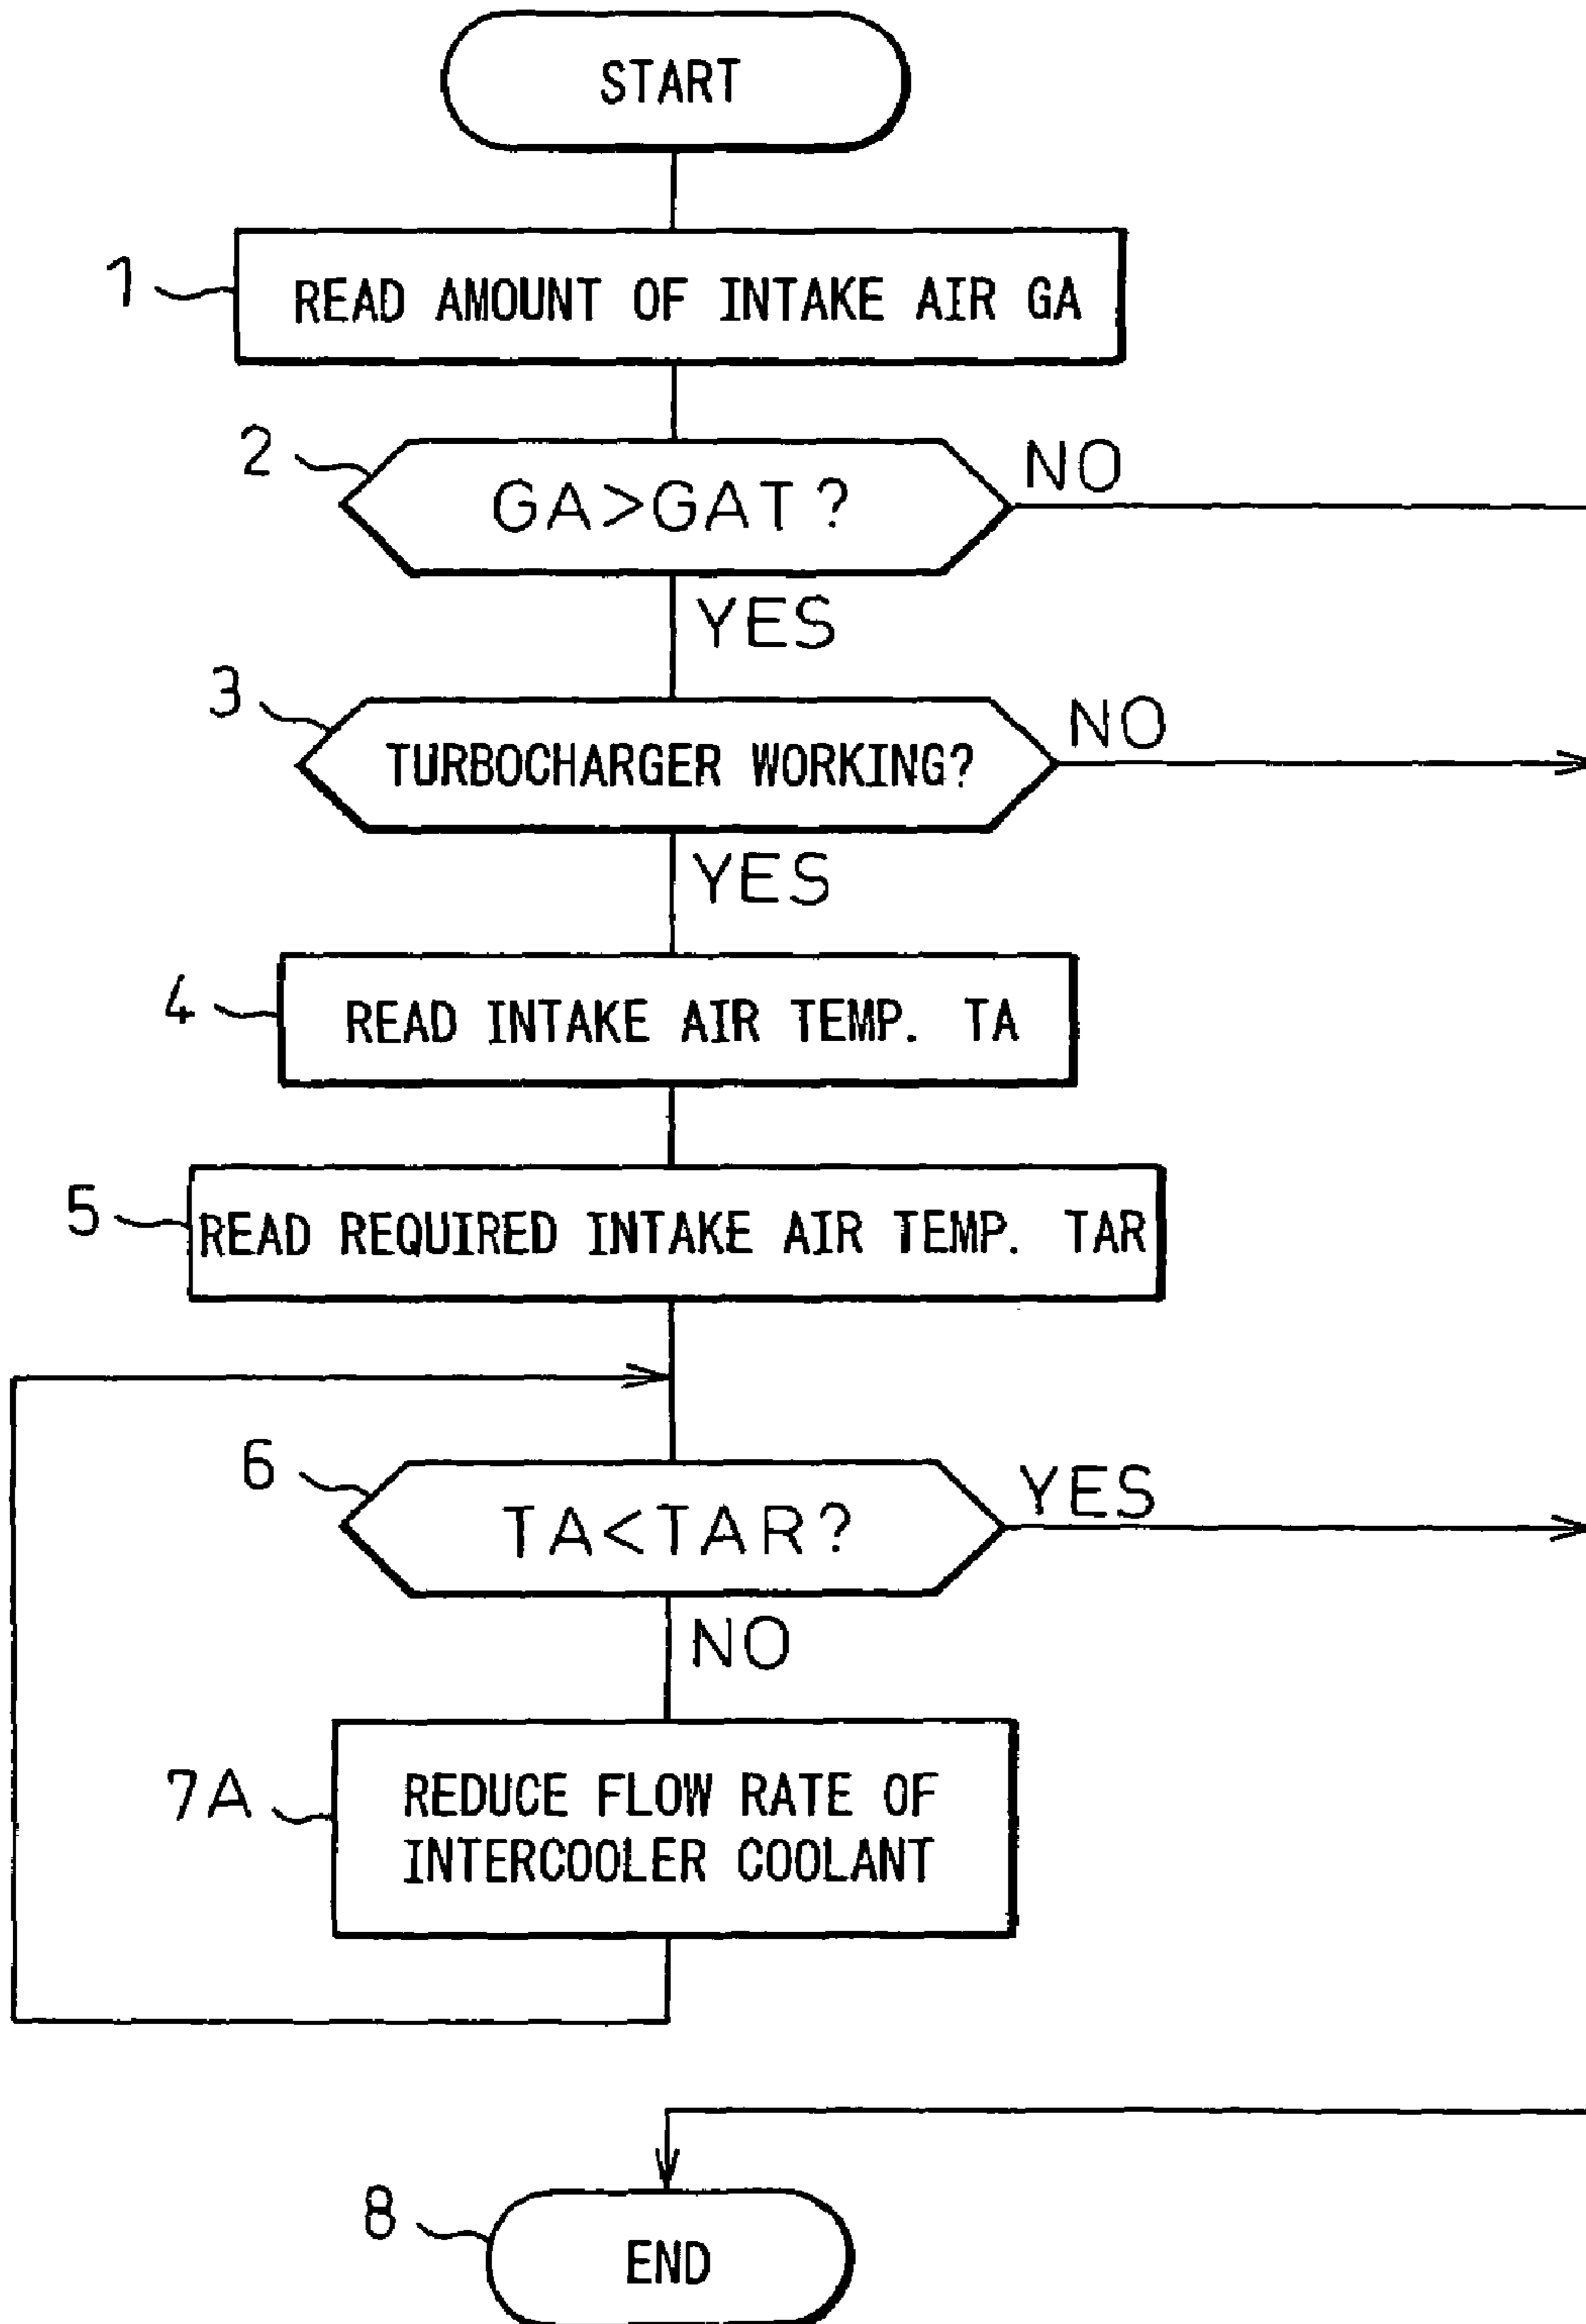 START
1
READ AMOUNT OF INTAKE AIR GA
2
GA>GAT?
NO
YES
3
TURBOCHARGER WORKING?
NO
YES
4
READ INTAKE AIR TEMP. TA
5
READ REQUIRED INTAKE AIR TEMP. TAR
6
TA<TAR?
YES
NO
7A
REDUCE FLOW RATE OF
INTERCOOLER COOLANT
8
END